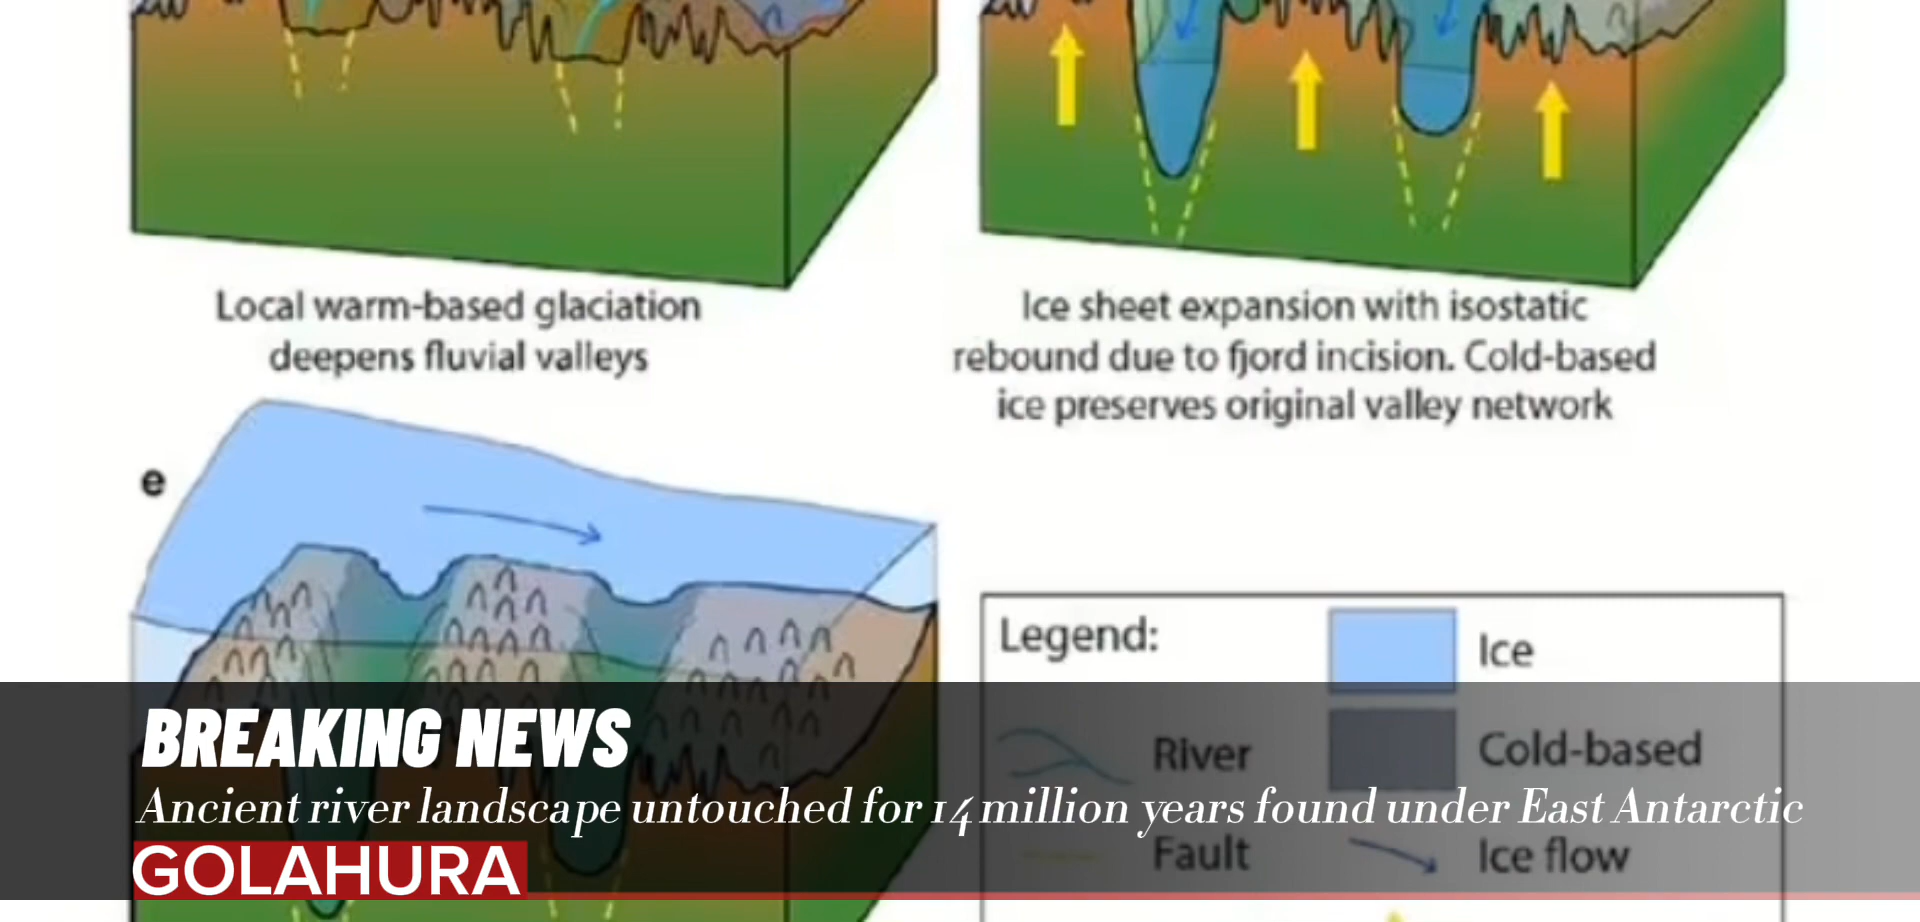 Local warm-based glaciation
deepens fluvial valleys
Ice sheet expansion with isostatic
rebound due to fjord incision. Cold-based
ice preserves original valley network
e
Legend:
Ice
River
Cold-based
Fault
Ice flow
BREAKING NEWS
Ancient river landscape untouched for 14 million years found under East Antarctic
GOLAHURA